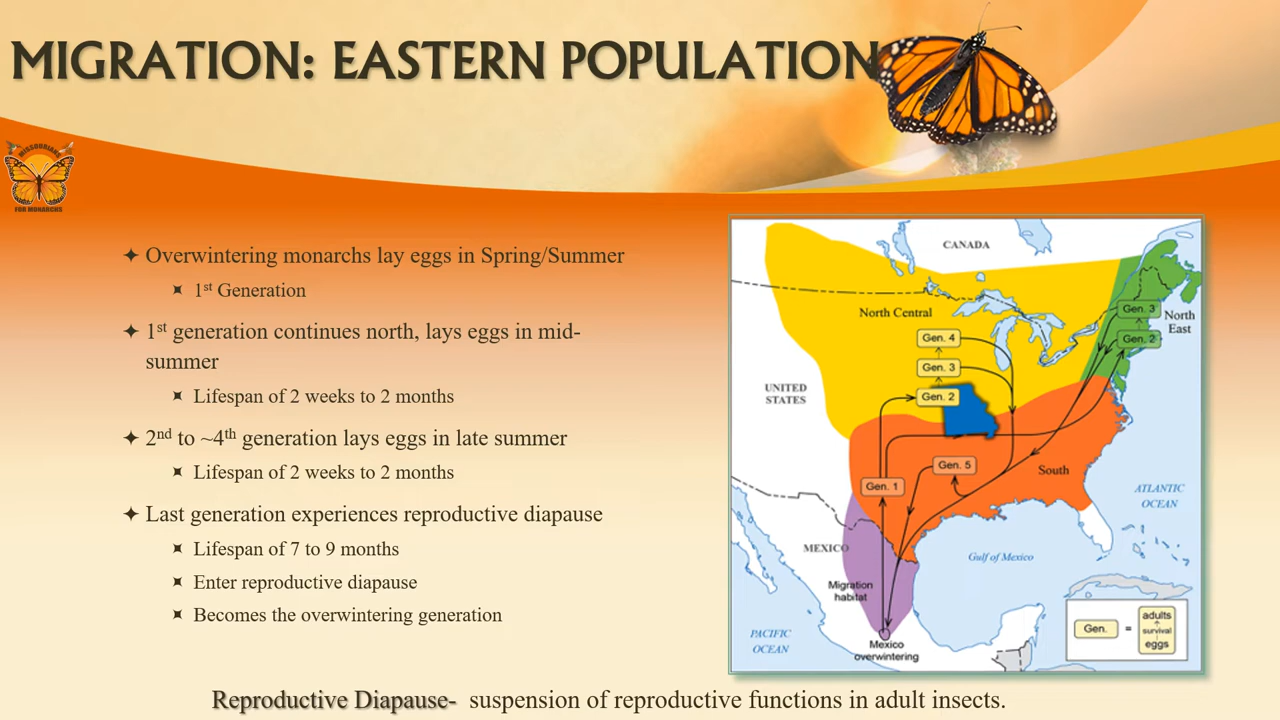 MIGRATION: EASTERN POPULATION
MISSOURIANS
FOR MONARCHS
✦ Overwintering monarchs lay eggs in Spring/Summer
✶ 1st Generation
✦ 1st generation continues north, lays eggs in mid-
summer
✶ Lifespan of 2 weeks to 2 months
✦ 2nd to ~4th generation lays eggs in late summer
✶ Lifespan of 2 weeks to 2 months
✦ Last generation experiences reproductive diapause
✶ Lifespan of 7 to 9 months
✶ Enter reproductive diapause
✶ Becomes the overwintering generation
CANADA
North Central
Gen. 3
North
East
Gen. 2
Gen. 4
Gen. 3
UNITED
STATES
Gen. 2
Gen. 5
South
Gen. 1
ATLANTIC
OCEAN
MEXICO
Gulf of Mexico
Migration
habitat
PACIFIC
OCEAN
Mexico
overwintering
Gen. = adults
survival
eggs
Reproductive Diapause- suspension of reproductive functions in adult insects.